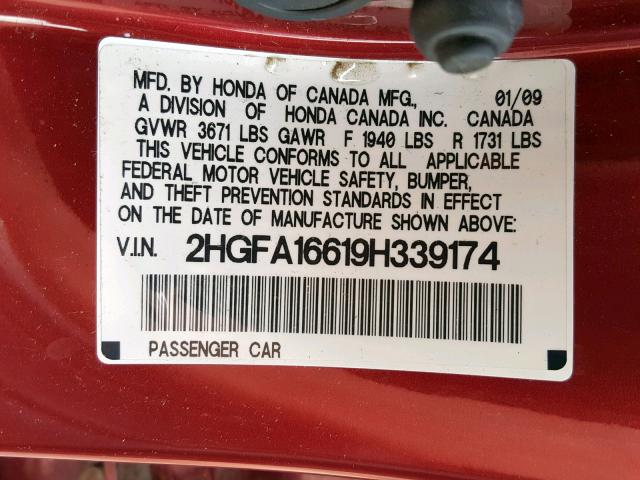 MFD. BY HONDA OF CANADA MFG., 01/09
A DIVISION OF HONDA CANADA INC. CANADA
GVWR 3671 LBS GAWR F 1940 LBS R 1731 LBS
THIS VEHICLE CONFORMS TO ALL APPLICABLE
FEDERAL MOTOR VEHICLE SAFETY, BUMPER,
AND THEFT PREVENTION STANDARDS IN EFFECT
ON THE DATE OF MANUFACTURE SHOWN ABOVE:
V.I.N. 2HGFA16619H339174
PASSENGER CAR